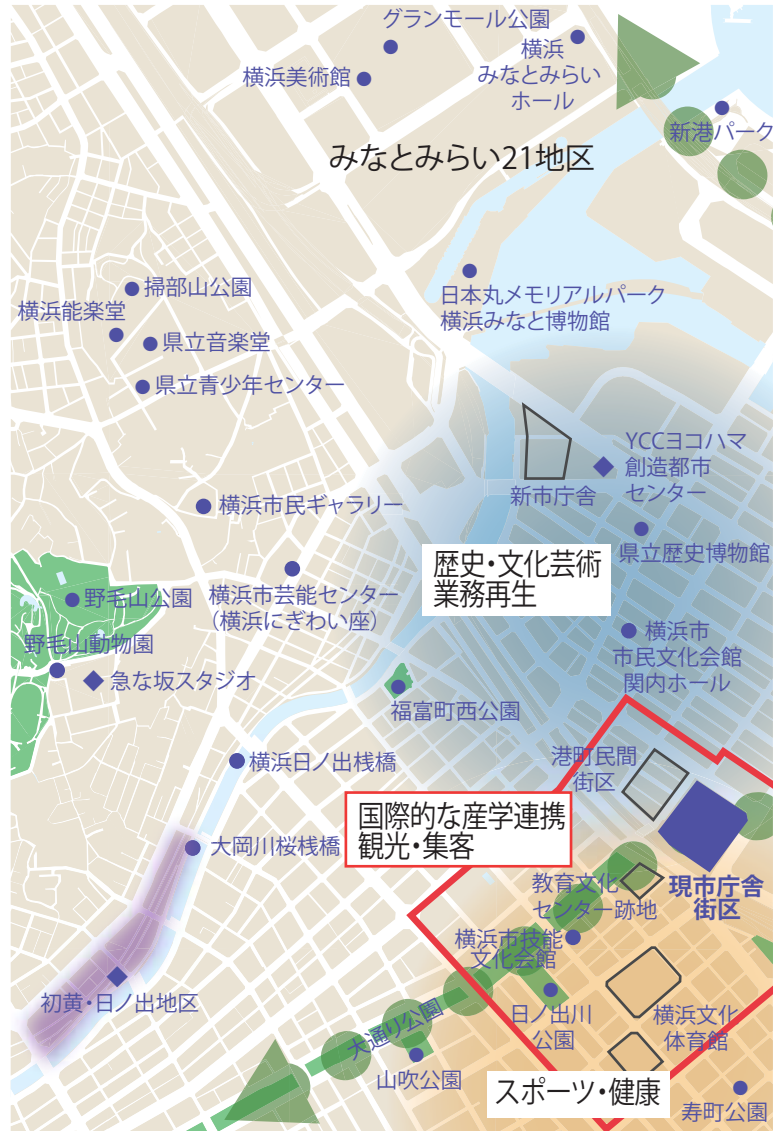 グランモール公園
横浜
みなとみらい
ホール
横浜美術館
新港パーク
みなとみらい21地区
掃部山公園
横浜能楽堂
県立音楽堂
県立青少年センター
日本丸メモリアルパーク
横浜みなと博物館
YCCヨコハマ
創造都市
センター
新市庁舎
横浜市民ギャラリー
県立歴史博物館
歴史・文化芸術
業務再生
横浜市芸能センター
(横浜にぎわい座)
野毛山公園
野毛山動物園
急な坂スタジオ
横浜市
市民文化会館
関内ホール
福富町西公園
横浜日ノ出桟橋
港町民間
街区
国際的な産学連携
観光・集客
大岡川桜桟橋
教育文化
センター跡地
現市庁舎
街区
横浜市技能
文化会館
初黄・日ノ出地区
日ノ出川
公園
横浜文化
体育館
大通り公園
山吹公園
スポーツ・健康
寿町公園